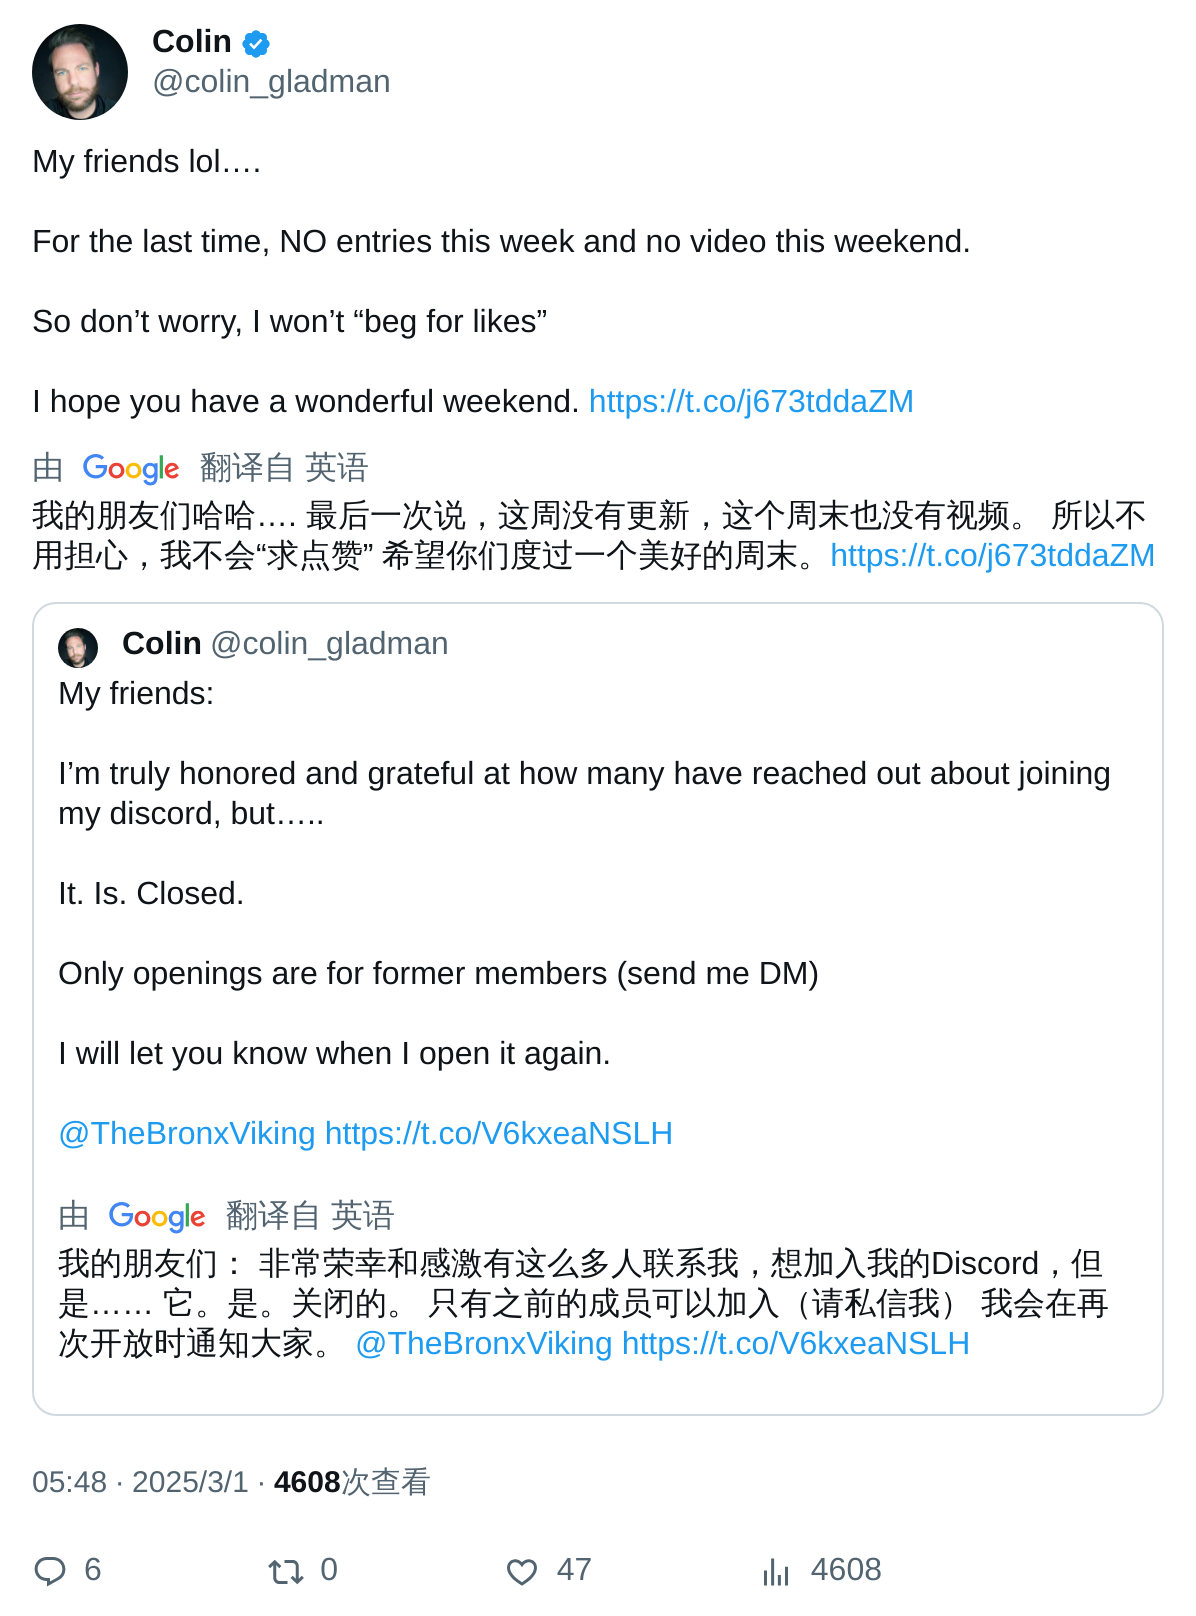 Colin
@colin_gladman
My friends lol….
For the last time, NO entries this week and no video this weekend.
So don’t worry, I won’t “beg for likes”
I hope you have a wonderful weekend. https://t.co/j673tddaZM
由 Google 翻译自 英语
我的朋友们哈哈…. 最后一次说，这周没有更新，这个周末也没有视频。 所以不
用担心，我不会“求点赞” 希望你们度过一个美好的周末。https://t.co/j673tddaZM
Colin @colin_gladman
My friends:
I’m truly honored and grateful at how many have reached out about joining
my discord, but…..
It. Is. Closed.
Only openings are for former members (send me DM)
I will let you know when I open it again.
@TheBronxViking https://t.co/V6kxeaNSLH
由 Google 翻译自 英语
我的朋友们： 非常荣幸和感激有这么多人联系我，想加入我的Discord，但
是…… 它。是。关闭的。 只有之前的成员可以加入（请私信我） 我会在再
次开放时通知大家。 @TheBronxViking https://t.co/V6kxeaNSLH
05:48 · 2025/3/1 · 4608次查看
6 0 47 4608